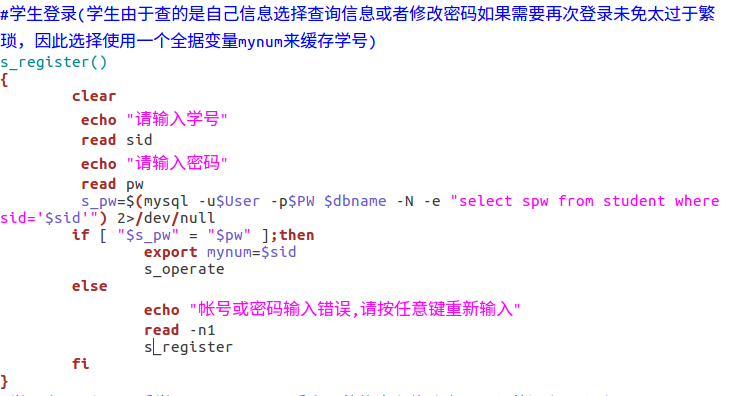 #学生登录(学生由于查的是自己信息选择查询信息或者修改密码如果需要再次登录未免太过于繁
琐，因此选择使用一个全据变量mynum来缓存学号)
s_register()
{
clear
echo "请输入学号"
read sid
echo "请输入密码"
read pw
s_pw=$(mysql -u$User -p$PW $dbname -N -e "select spw from student where
sid='$sid'") 2>/dev/null
if [ "$s_pw" = "$pw" ];then
export mynum=$sid
s_operate
else
echo "帐号或密码输入错误,请按任意键重新输入"
read -n1
s_register
fi
}